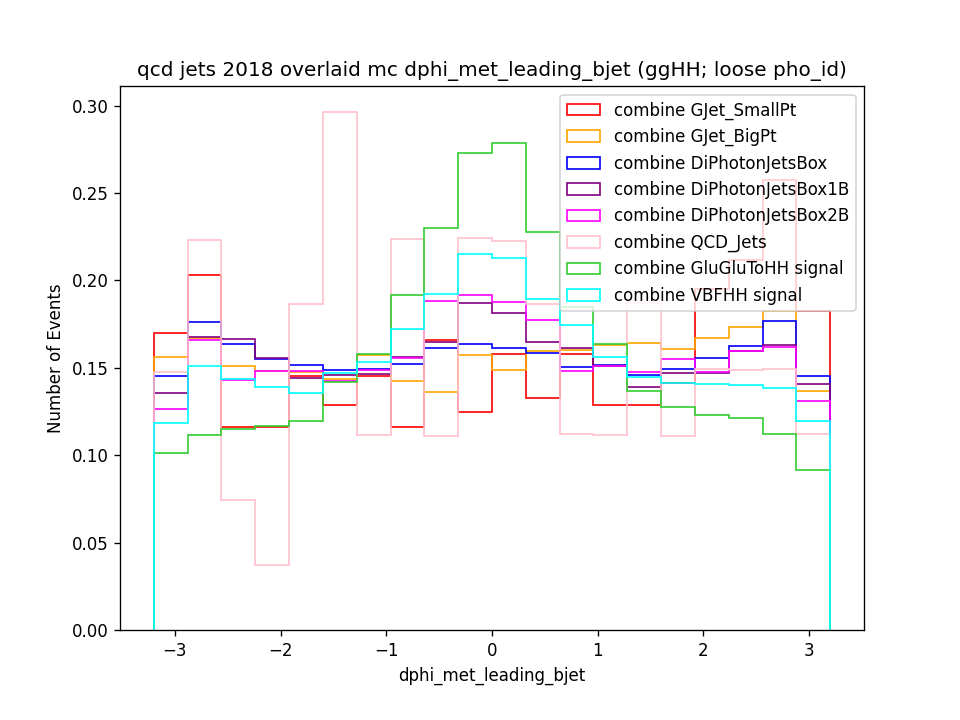 qcd jets 2018 overlaid mc dphi_met_leading_bjet (ggHH; loose pho_id)
combine GJet_SmallPt
combine GJet_BigPt
combine DiPhotonJetsBox
combine DiPhotonJetsBox1B
combine DiPhotonJetsBox2B
combine QCD_Jets
combine GluGluToHH signal
combine VBFHH signal
Number of Events
0.30
0.25
0.20
0.15
0.10
0.05
0.00
−3 −2 −1 0 1 2 3
dphi_met_leading_bjet